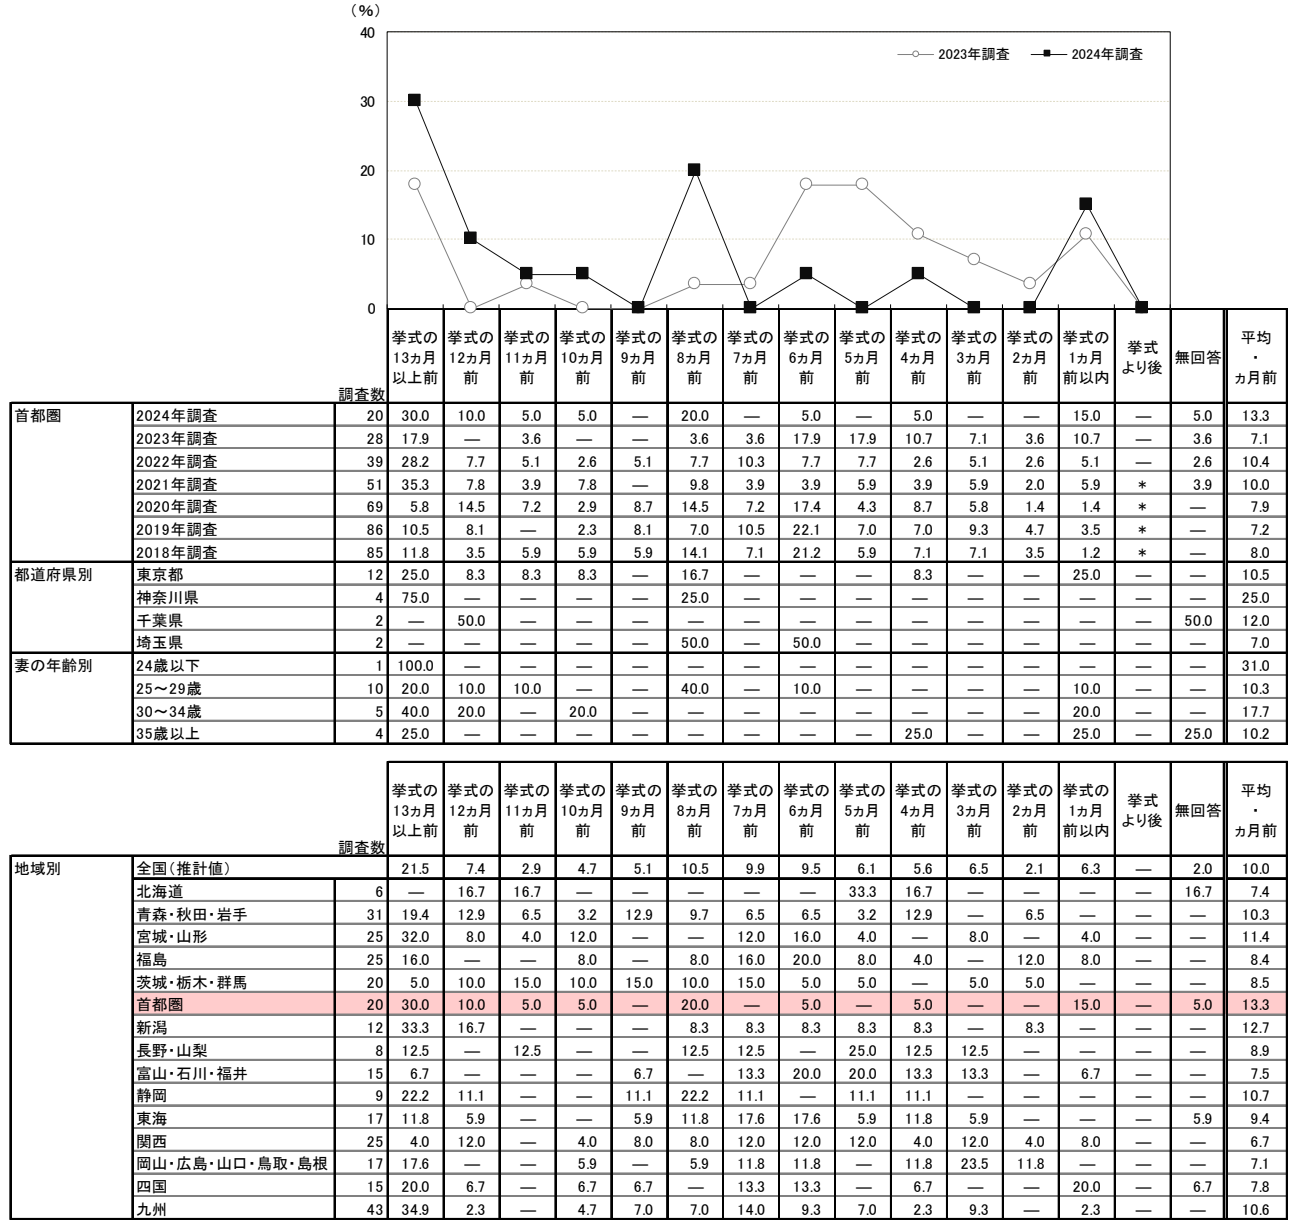 （％）
40
30
20
10
0
2023年調査 2024年調査
調査数 挙式の13ヵ月以上前 挙式の12ヵ月前 挙式の11ヵ月前 挙式の10ヵ月前 挙式の9ヵ月前 挙式の8ヵ月前 挙式の7ヵ月前 挙式の6ヵ月前 挙式の5ヵ月前 挙式の4ヵ月前 挙式の3ヵ月前 挙式の2ヵ月前 挙式の1ヵ月前以内 挙式より後 無回答 平均・ヵ月前
首都圏 2024年調査 20 30.0 10.0 5.0 5.0 — 20.0 — 5.0 — 5.0 — — 15.0 — 5.0 13.3
2023年調査 28 17.9 — 3.6 — — 3.6 3.6 17.9 17.9 10.7 7.1 3.6 10.7 — 3.6 7.1
2022年調査 39 28.2 7.7 5.1 2.6 5.1 7.7 10.3 7.7 7.7 2.6 5.1 2.6 5.1 — 2.6 10.4
2021年調査 51 35.3 7.8 3.9 7.8 — 9.8 3.9 3.9 5.9 3.9 5.9 2.0 5.9 * 3.9 10.0
2020年調査 69 5.8 14.5 7.2 2.9 8.7 14.5 7.2 17.4 4.3 8.7 5.8 1.4 1.4 * — 7.9
2019年調査 86 10.5 8.1 — 2.3 8.1 7.0 10.5 22.1 7.0 7.0 9.3 4.7 3.5 * — 7.2
2018年調査 85 11.8 3.5 5.9 5.9 5.9 14.1 7.1 21.2 5.9 7.1 7.1 3.5 1.2 * — 8.0
都道府県別 東京都 12 25.0 8.3 8.3 8.3 — 16.7 — — — 8.3 — — 25.0 — — 10.5
神奈川県 4 75.0 — — — — 25.0 — — — — — — — — — 25.0
千葉県 2 — 50.0 — — — — — — — — — — — — 50.0 12.0
埼玉県 2 — — — — — 50.0 — 50.0 — — — — — — — 7.0
妻の年齢別 24歳以下 1 100.0 — — — — — — — — — — — — — — 31.0
25～29歳 10 20.0 10.0 10.0 — — 40.0 — 10.0 — — — — 10.0 — — 10.3
30～34歳 5 40.0 20.0 — 20.0 — — — — — — — — 20.0 — — 17.7
35歳以上 4 25.0 — — — — — — — — 25.0 — — 25.0 — 25.0 10.2
調査数 挙式の13ヵ月以上前 挙式の12ヵ月前 挙式の11ヵ月前 挙式の10ヵ月前 挙式の9ヵ月前 挙式の8ヵ月前 挙式の7ヵ月前 挙式の6ヵ月前 挙式の5ヵ月前 挙式の4ヵ月前 挙式の3ヵ月前 挙式の2ヵ月前 挙式の1ヵ月前以内 挙式より後 無回答 平均・ヵ月前
地域別 全国（推計値） 21.5 7.4 2.9 4.7 5.1 10.5 9.9 9.5 6.1 5.6 6.5 2.1 6.3 — 2.0 10.0
北海道 6 — 16.7 16.7 — — — — — 33.3 16.7 — — — — 16.7 7.4
青森・秋田・岩手 31 19.4 12.9 6.5 3.2 12.9 9.7 6.5 6.5 3.2 12.9 — 6.5 — — — 10.3
宮城・山形 25 32.0 8.0 4.0 12.0 — — 12.0 16.0 4.0 — 8.0 — 4.0 — — 11.4
福島 25 16.0 — — 8.0 — 8.0 16.0 20.0 8.0 4.0 — 12.0 8.0 — — 8.4
茨城・栃木・群馬 20 5.0 10.0 15.0 10.0 15.0 10.0 15.0 5.0 5.0 — 5.0 5.0 — — — 8.5
首都圏 20 30.0 10.0 5.0 5.0 — 20.0 — 5.0 — 5.0 — — 15.0 — 5.0 13.3
新潟 12 33.3 16.7 — — — 8.3 8.3 8.3 8.3 8.3 — 8.3 — — — 12.7
長野・山梨 8 12.5 — 12.5 — — 12.5 12.5 — 25.0 12.5 12.5 — — — — 8.9
富山・石川・福井 15 6.7 — — — 6.7 — 13.3 20.0 20.0 13.3 13.3 — 6.7 — — 7.5
静岡 9 22.2 11.1 — — 11.1 22.2 11.1 — 11.1 11.1 — — — — — 10.7
東海 17 11.8 5.9 — — 5.9 11.8 17.6 17.6 5.9 11.8 5.9 — — — 5.9 9.4
関西 25 4.0 12.0 — 4.0 8.0 8.0 12.0 12.0 12.0 4.0 12.0 4.0 8.0 — — 6.7
岡山・広島・山口・鳥取・島根 17 17.6 — — 5.9 — 5.9 11.8 11.8 — 11.8 23.5 11.8 — — — 7.1
四国 15 20.0 6.7 — 6.7 6.7 — 13.3 13.3 — 6.7 — — 20.0 — 6.7 7.8
九州 43 34.9 2.3 — 4.7 7.0 7.0 14.0 9.3 7.0 2.3 9.3 — 2.3 — — 10.6